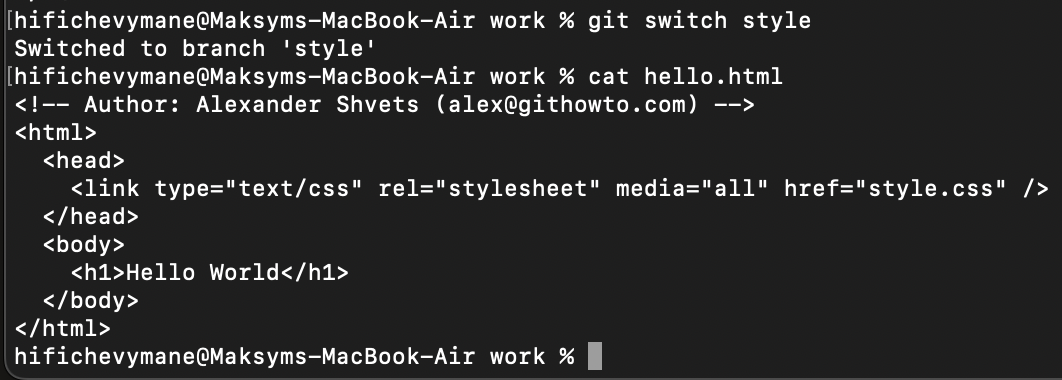 [hifichevymane@Maksyms-MacBook-Air work % git switch style
Switched to branch 'style'
[hifichevymane@Maksyms-MacBook-Air work % cat hello.html
<!-- Author: Alexander Shvets (alex@githowto.com) -->
<html>
  <head>
    <link type="text/css" rel="stylesheet" media="all" href="style.css" />
  </head>
  <body>
    <h1>Hello World</h1>
  </body>
</html>
hifichevymane@Maksyms-MacBook-Air work %